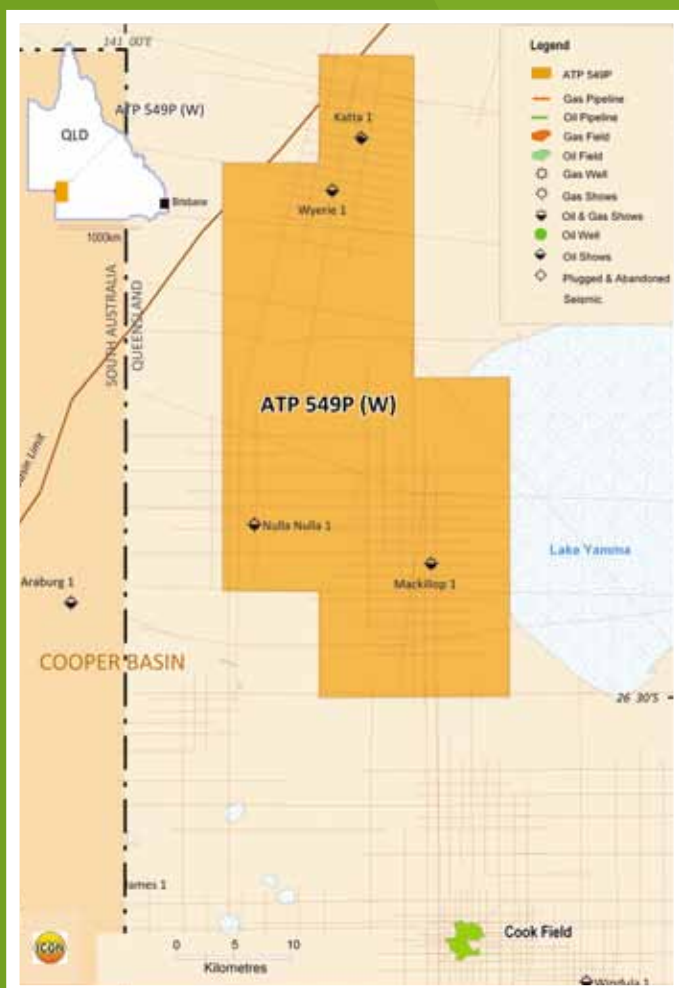 141 00'E
ATP 549P (W)
QLD
Brisbane
1000km
SOUTH AUSTRALIA
QUEENSLAND
Legend
ATP 549P
Gas Pipeline
Oil Pipeline
Gas Field
Oil Field
Gas Well
Gas Shows
Oil & Gas Shows
Oil Well
Oil Shows
Plugged & Abandoned
Seismic
Katta 1
Wyerie 1
ATP 549P (W)
Limit
Nulla Nulla 1
Mackillop 1
Lake Yamma
Araburg 1
COOPER BASIN
26 30'S
ames 1
ICON
0 5 10
Kilometres
Cook Field
Windula 1